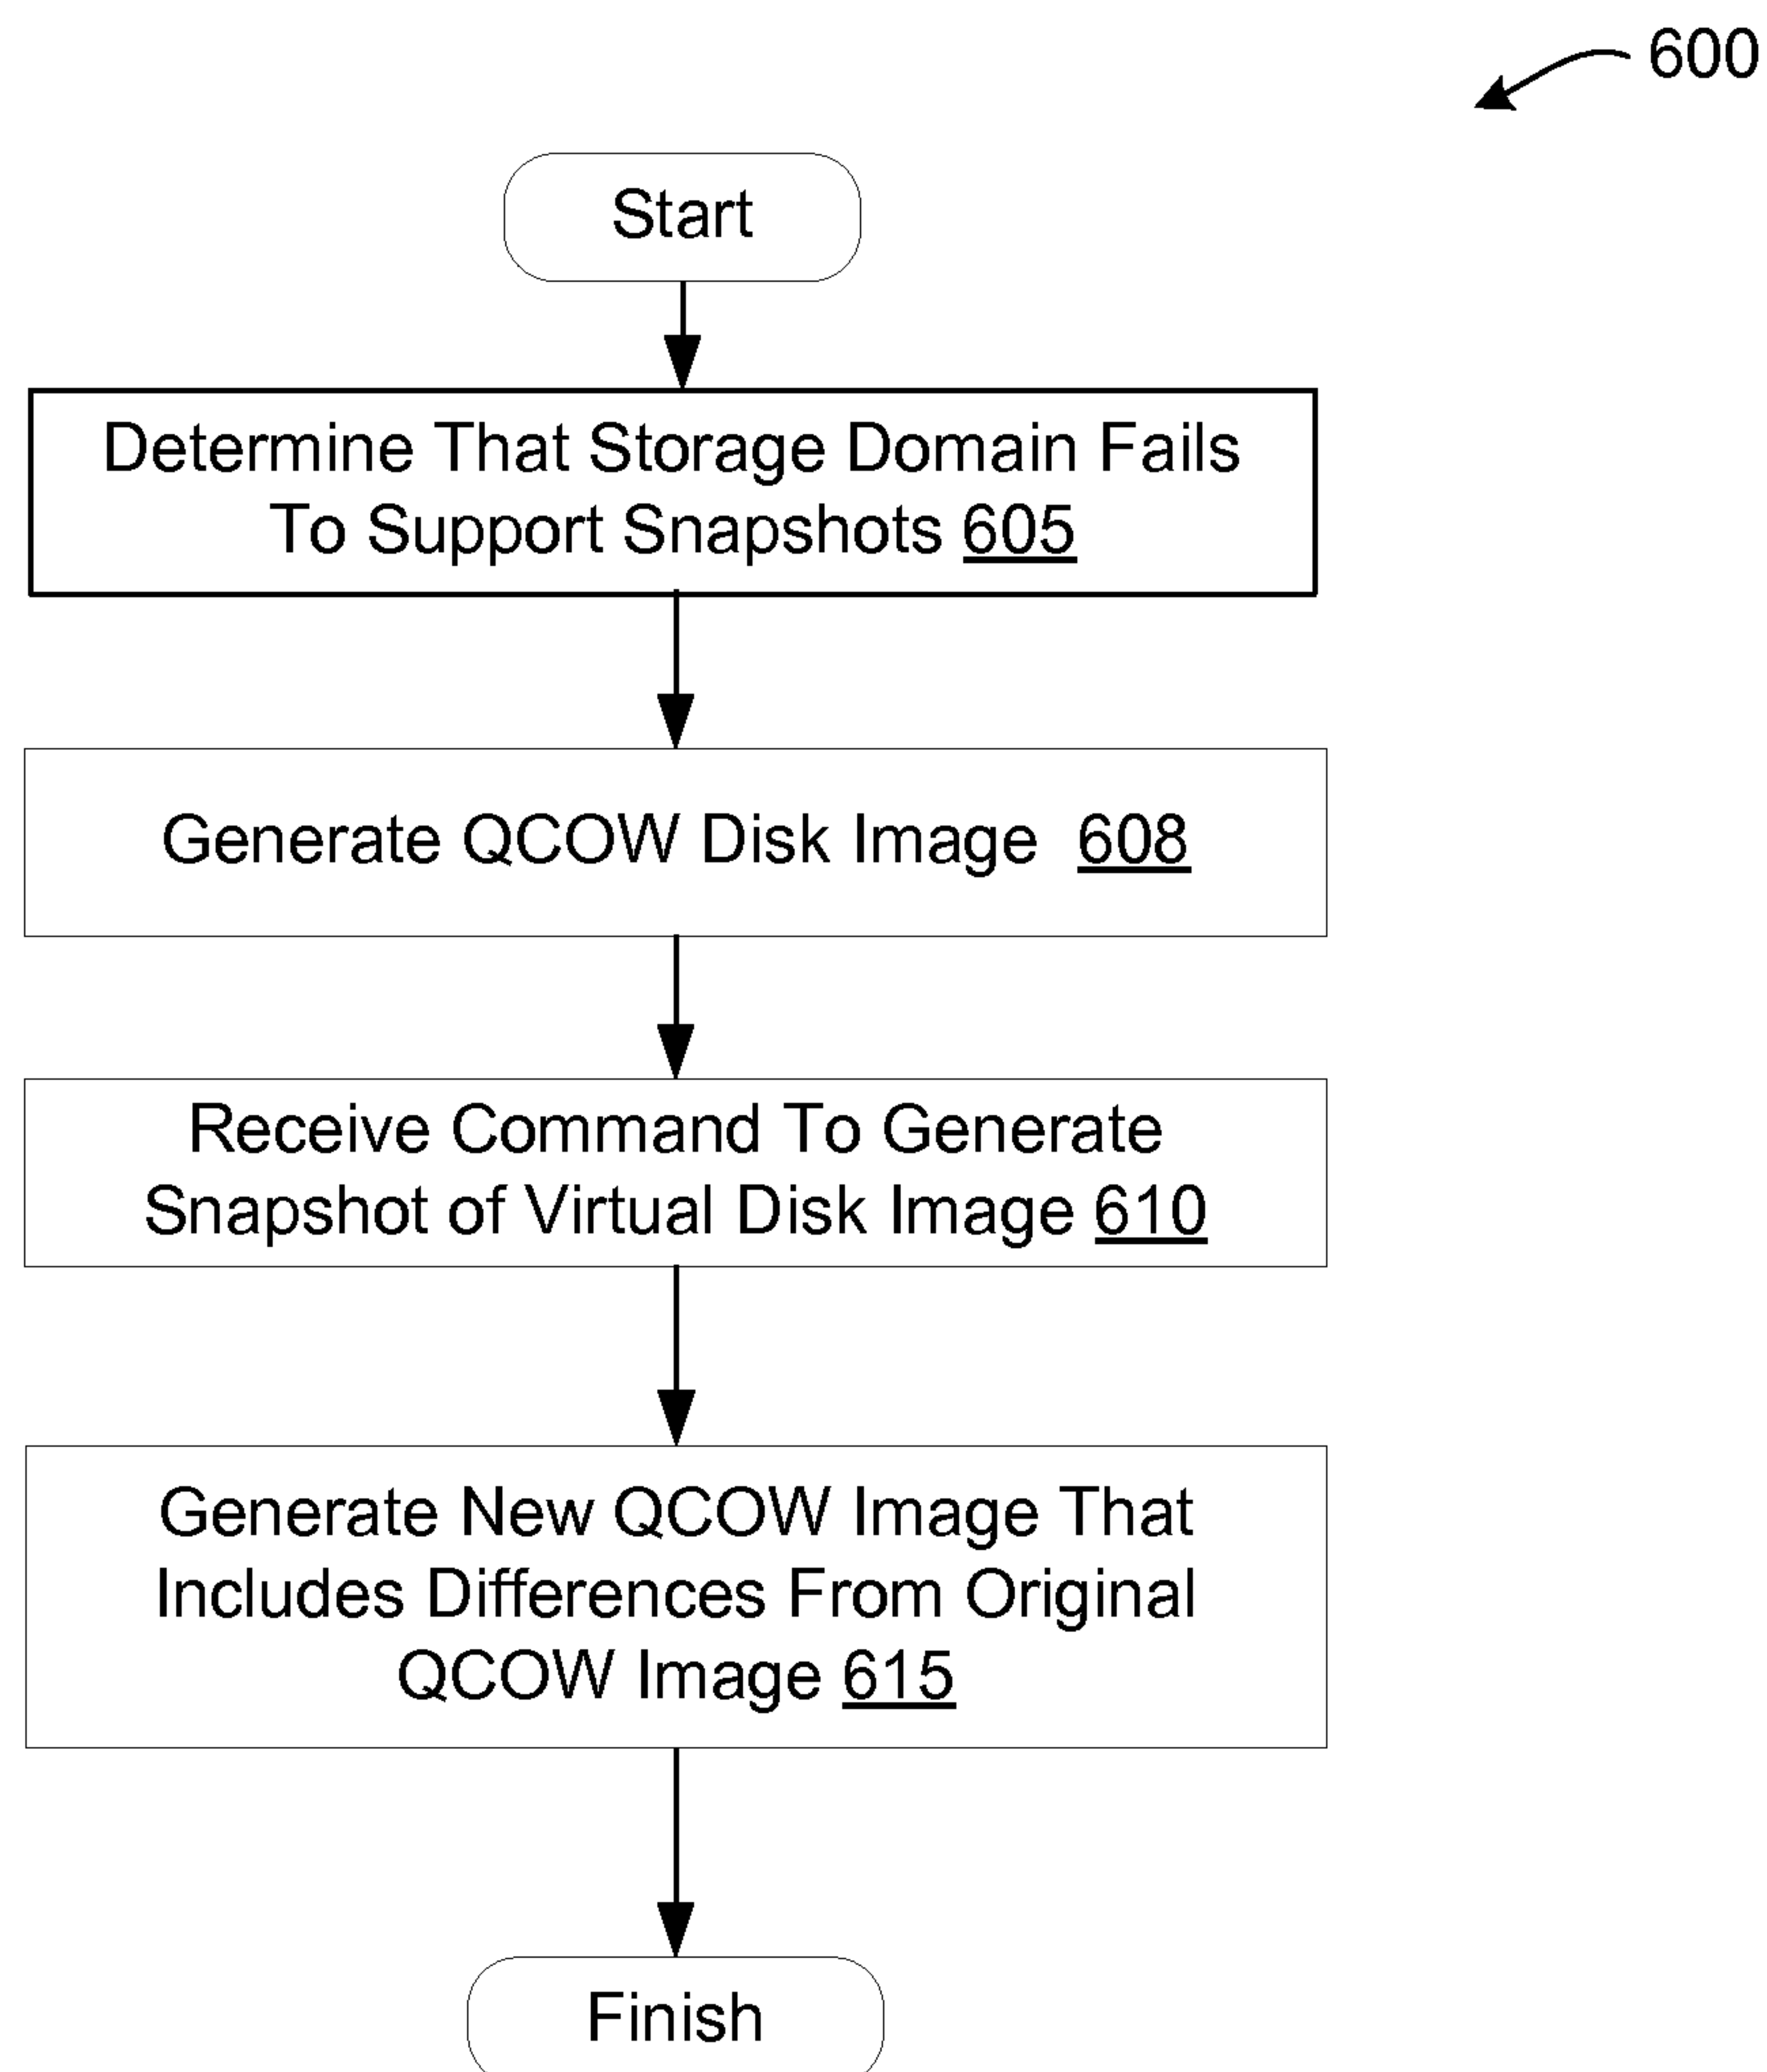 600
Start
Determine That Storage Domain Fails
To Support Snapshots 605
Generate QCOW Disk Image 608
Receive Command To Generate
Snapshot of Virtual Disk Image 610
Generate New QCOW Image That
Includes Differences From Original
QCOW Image 615
Finish